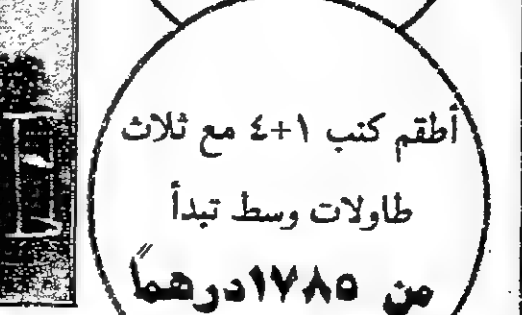 أطقم كنب ١+٤ مع ثلاث
طاولات وسط تبدأ
من ١٧٨٥درهماً